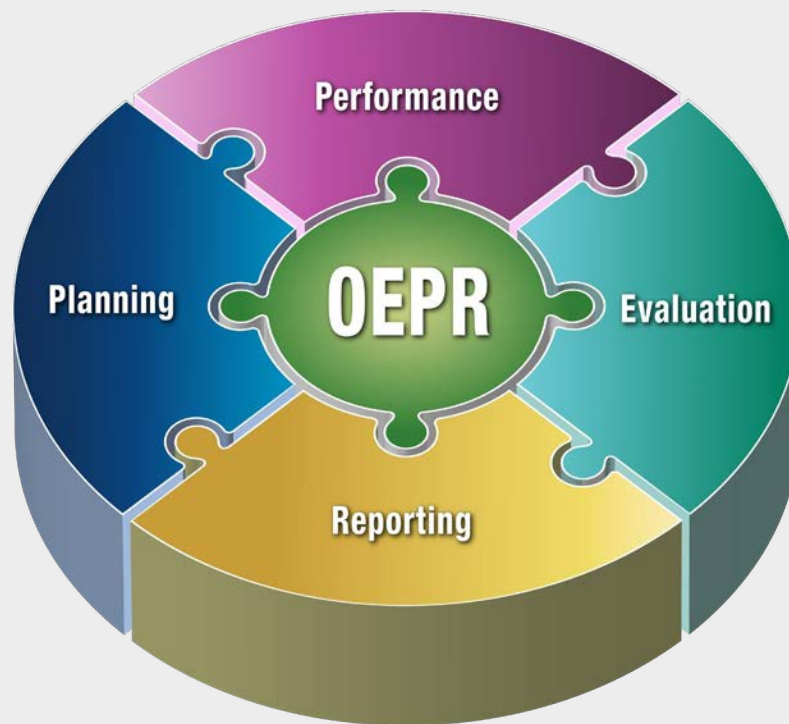 Performance
Planning
OEPR
Evaluation
Reporting